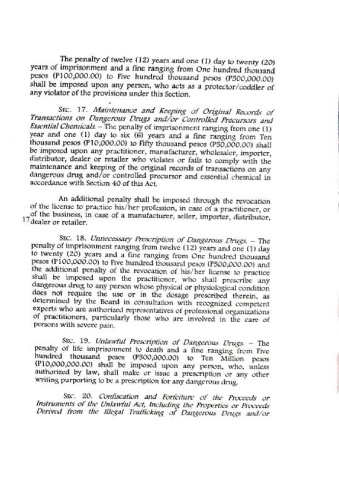 The penalty of twelve (12) years and one (1) day to twenty (20)
years of imprisonment and a fine ranging from One hundred thousand
pesos (P100,000.00) to Five hundred thousand pesos (P500,000.00)
shall be imposed upon any person, who acts as a protector/coddler of
any violator of the provisions under this Section.
SEC. 17. Maintenance and Keeping of Original Records of
Transactions on Dangerous Drugs and/or Controlled Precursors and
Essential Chemicals. – The penalty of imprisonment ranging from one (1)
year and one (1) day to six (6) years and a fine ranging from Ten
thousand pesos (P10,000.00) to Fifty thousand pesos (P50,000.00) shall
be imposed upon any practitioner, manufacturer, wholesaler, importer,
distributor, dealer or retailer who violates or fails to comply with the
maintenance and keeping of the original records of transactions on any
dangerous drug and/or controlled precursor and essential chemical in
accordance with Section 40 of this Act.
An additional penalty shall be imposed through the revocation
of the license to practice his/her profession, in case of a practitioner, or
of the business, in case of a manufacturer, seller, importer, distributor,
17 dealer or retailer.
SEC. 18. Unnecessary Prescription of Dangerous Drugs. – The
penalty of imprisonment ranging from twelve (12) years and one (1) day
to twenty (20) years and a fine ranging from One hundred thousand
pesos (P100,000.00) to Five hundred thousand pesos (P500,000.00) and
the additional penalty of the revocation of his/her license to practice
shall be imposed upon the practitioner, who shall prescribe any
dangerous drug to any person whose physical or physiological condition
does not require the use or in the dosage prescribed therein, as
determined by the Board in consultation with recognized competent
experts who are authorized representatives of professional organizations
of practitioners, particularly those who are involved in the care of
persons with severe pain.
SEC. 19. Unlawful Prescription of Dangerous Drugs. – The
penalty of life imprisonment to death and a fine ranging from Five
hundred thousand pesos (P500,000.00) to Ten Million pesos
(P10,000,000.00) shall be imposed upon any person, who, unless
authorized by law, shall make or issue a prescription or any other
writing purporting to be a prescription for any dangerous drug.
SEC. 20. Confiscation and Forfeiture of the Proceeds or
Instruments of the Unlawful Act, Including the Properties or Proceeds
Derived from the Illegal Trafficking of Dangerous Drugs and/or